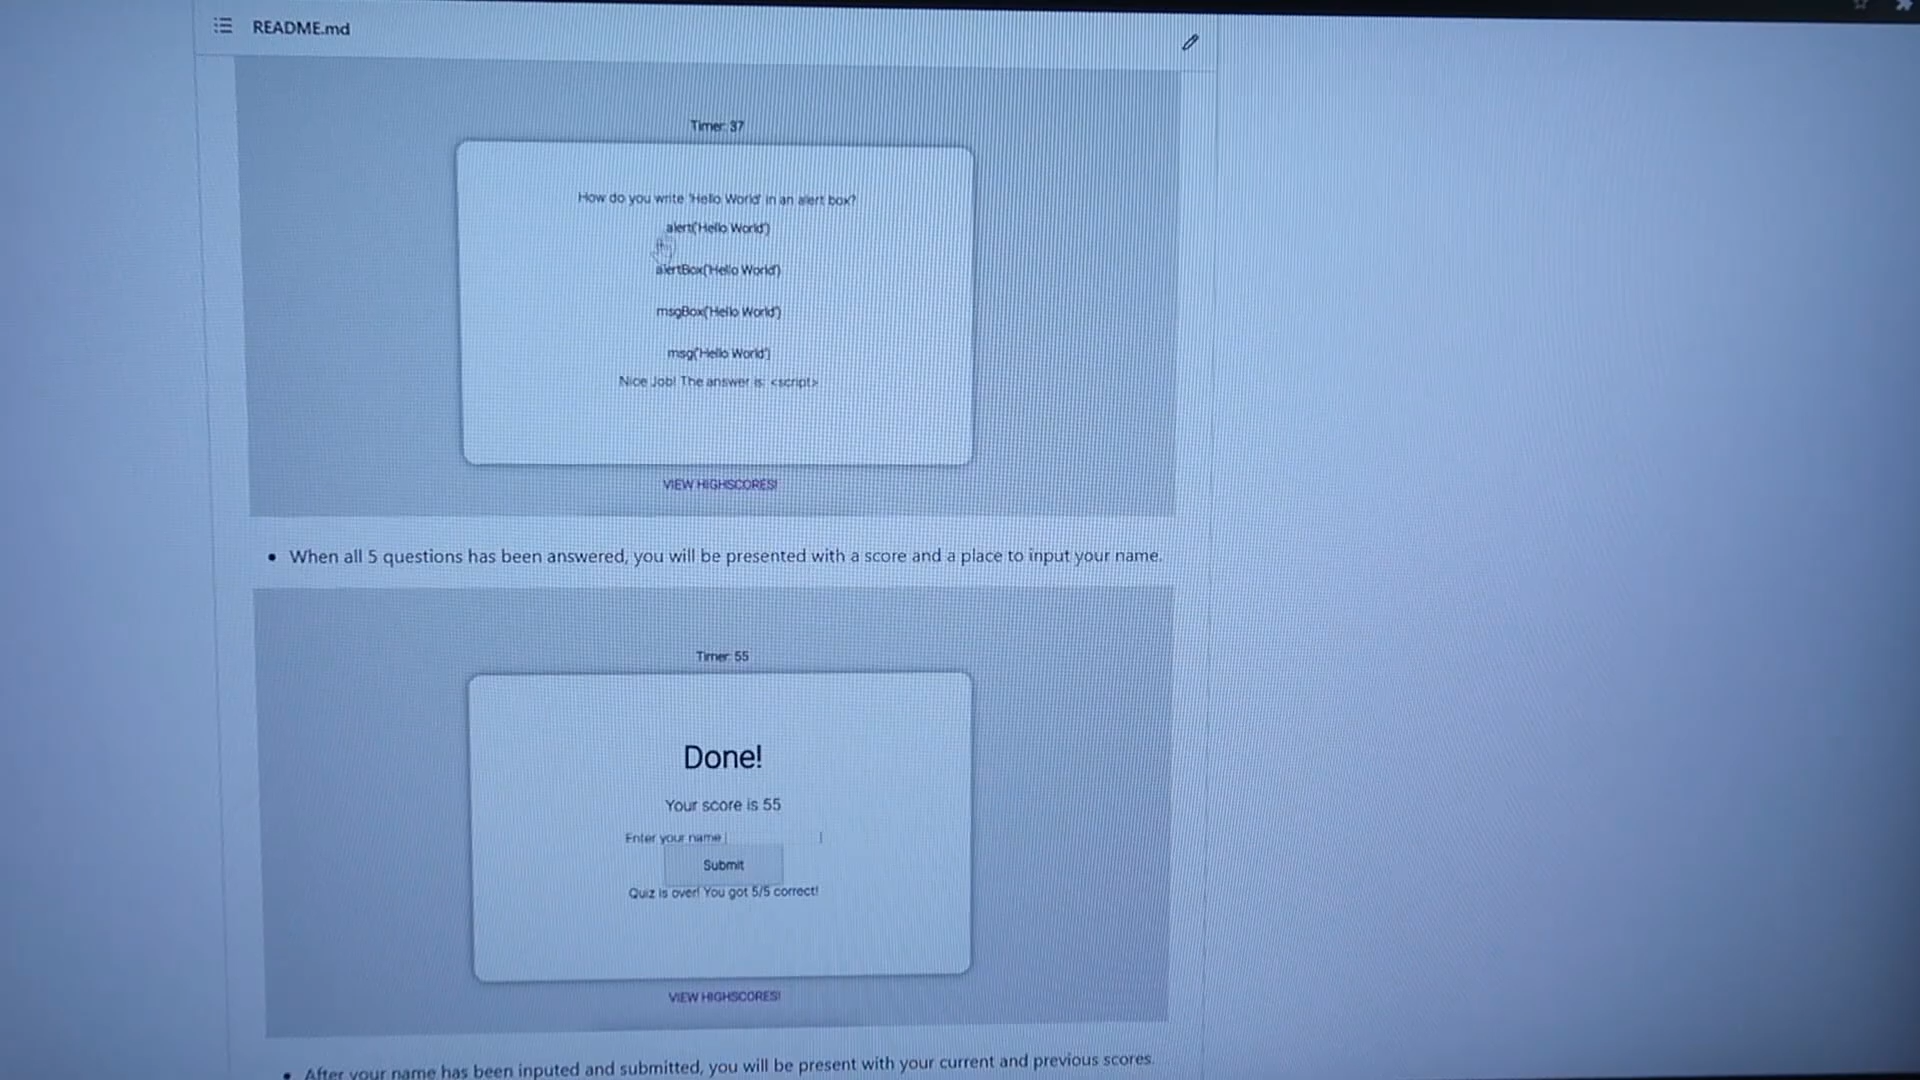 README.md
Timer: 37
How do you write 'Hello World' in an alert box?
alert('Hello World')
alertBox('Hello World')
msgBox('Hello World')
msg('Hello World')
Nice Job! The answer is: <script>
VIEW HIGHSCORES!
When all 5 questions has been answered, you will be presented with a score and a place to input your name.
Timer: 55
Done!
Your score is 55
Enter your name
Submit
Quiz is over! You got 5/5 correct!
VIEW HIGHSCORES!
After your name has been inputed and submitted, you will be present with your current and previous scores.